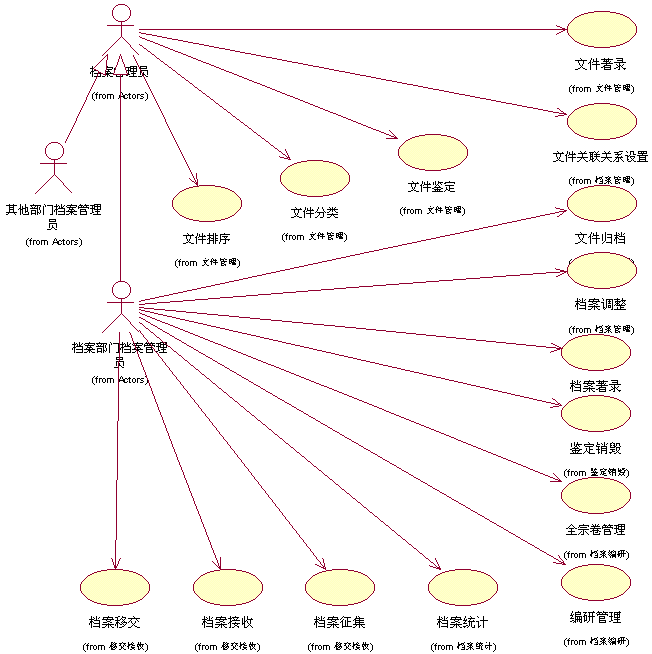 档案管理员
(from Actors)
文件著录
(from 文件管理)
文件关联关系设置
(from 档案管理)
文件鉴定
(from 文件管理)
文件分类
(from 文件管理)
文件排序
(from 文件管理)
其他部门档案管理
员
(from Actors)
文件归档
档案调整
(from 档案管理)
档案部门档案管理
员
(from Actors)
档案著录
鉴定销毁
(from 鉴定销毁)
全宗卷管理
(from 档案编研)
编研管理
(from 档案编研)
档案移交
(from 移交接收)
档案接收
(from 移交接收)
档案征集
(from 移交接收)
档案统计
(from 档案统计)